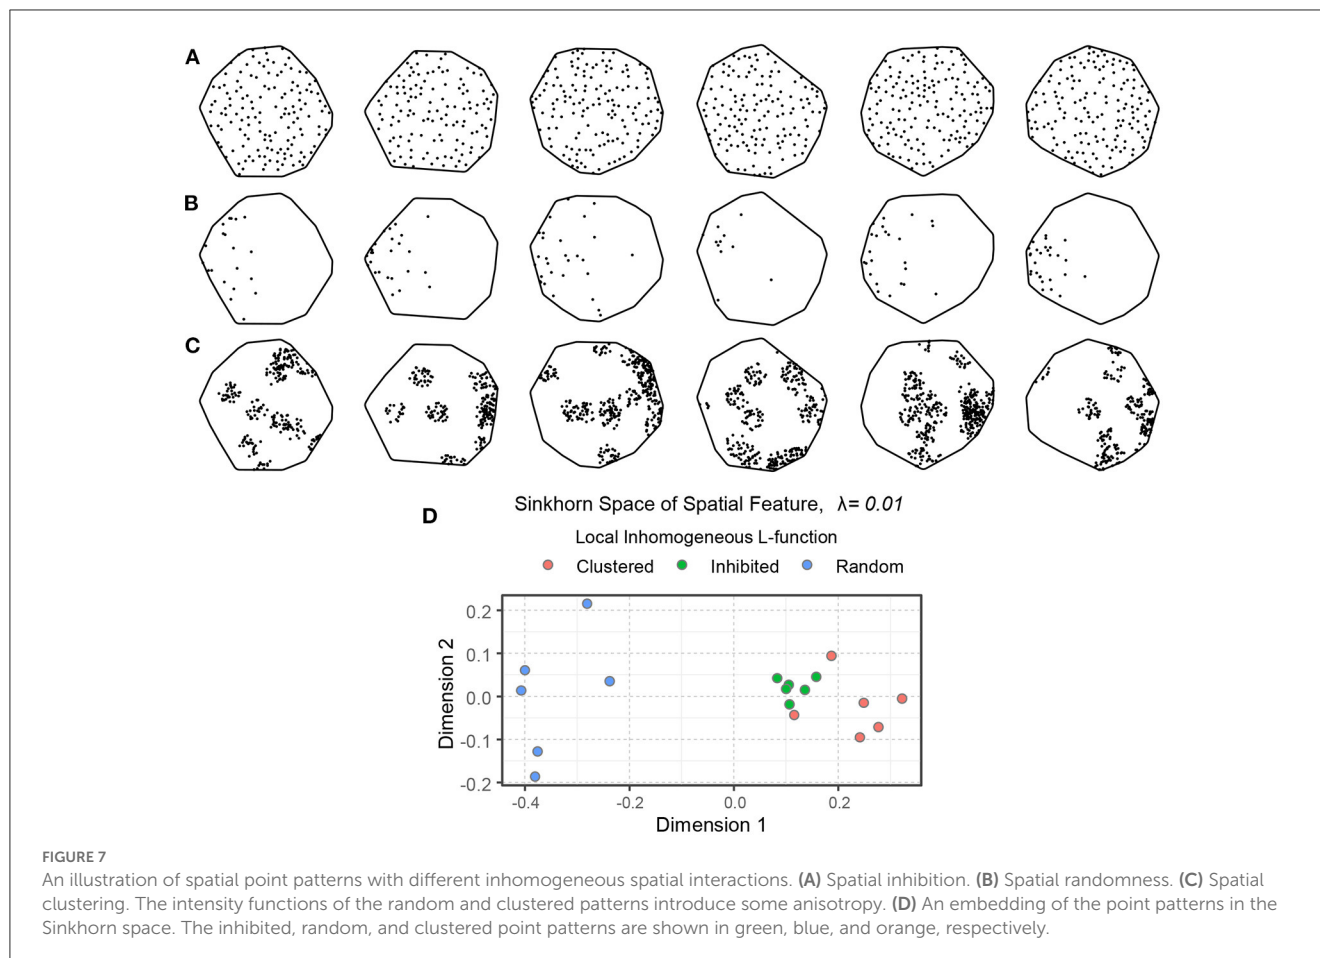 A
B
C
D
Sinkhorn Space of Spatial Feature, λ= 0.01
Local Inhomogeneous L-function
Clustered Inhibited Random
0.2
0.1
0.0
-0.1
-0.2
Dimension 2
-0.4 -0.2 0.0 0.2
Dimension 1
FIGURE 7
An illustration of spatial point patterns with different inhomogeneous spatial interactions. (A) Spatial inhibition. (B) Spatial randomness. (C) Spatial
clustering. The intensity functions of the random and clustered patterns introduce some anisotropy. (D) An embedding of the point patterns in the
Sinkhorn space. The inhibited, random, and clustered point patterns are shown in green, blue, and orange, respectively.